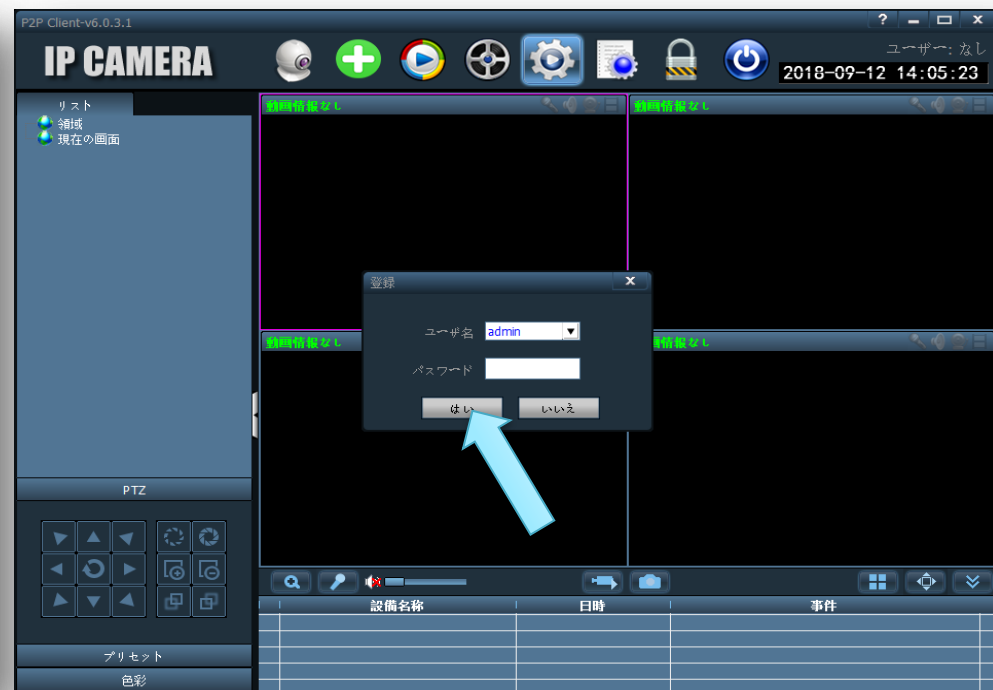 P2P Client-v6.0.3.1
IP CAMERA
ユーザー: なし
2018-09-12 14:05:23
リスト
領域
現在の画面
動画情報なし
動画情報なし
登録
ユーザ名 admin
パスワード
はい いいえ
動画情報なし
動画情報なし
PTZ
設備名称 日時 事件
プリセット
色彩